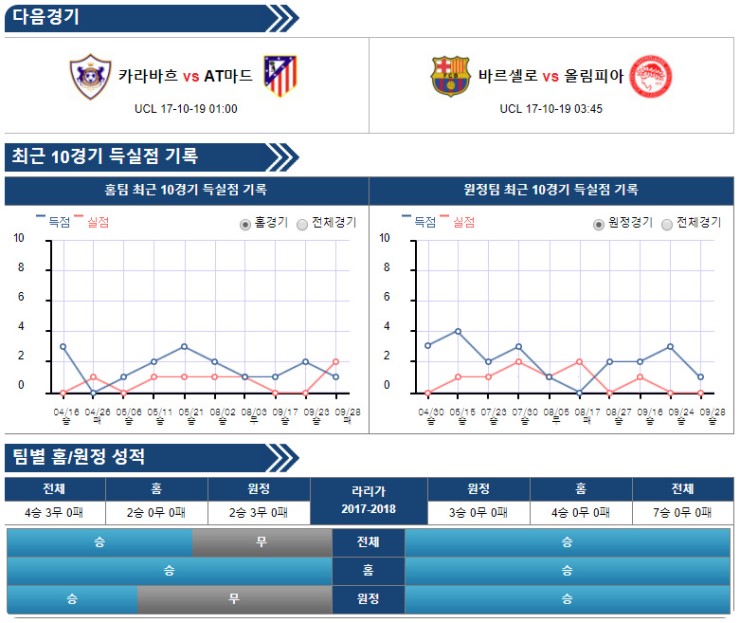 다음경기
카라바흐 vs AT마드
UCL 17-10-19 01:00
바르셀로 vs 올림피아
UCL 17-10-19 03:45
최근 10경기 득실점 기록
홈팀 최근 10경기 득실점 기록
득점 실점 홈경기 전체경기
10
8
6
4
2
0
04/16 04/26 05/06 05/11 05/21 08/02 08/03 09/17 09/23 09/28
승 패 승 승 승 승 무 승 승 패
원정팀 최근 10경기 득실점 기록
득점 실점 원정경기 전체경기
10
8
6
4
2
0
04/30 05/15 07/23 07/30 08/05 08/17 08/27 09/16 09/24 09/28
승 승 승 승 무 패 승 승 승 승
팀별 홈/원정 성적
전체 홈 원정 라리가 원정 홈 전체
4승 3무 0패 2승 0무 0패 2승 3무 0패 2017-2018 3승 0무 0패 4승 0무 0패 7승 0무 0패
승 무 전체 승
승 홈 승
승 무 원정 승